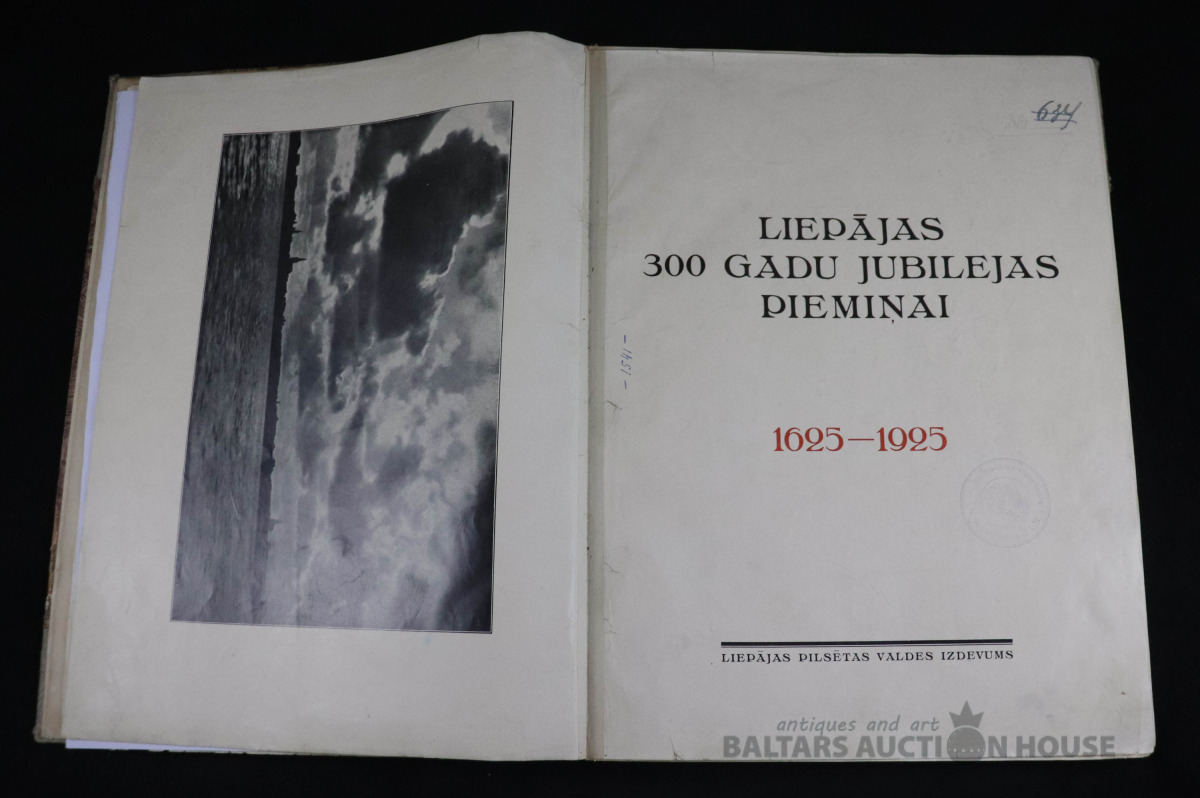 634
LIEPĀJAS
300 GADU JUBILEJAS
PIEMIŅAI
1625—1925
LIEPĀJAS PILSĒTAS VALDES IZDEVUMS
antiques and art
BALTARS AUCTION HOUSE